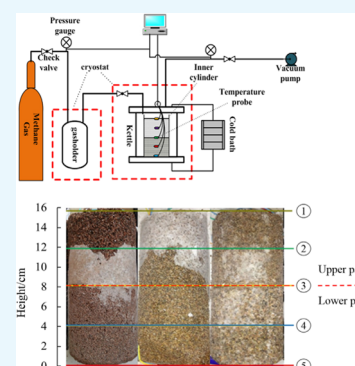 Pressure
gauge
Check
valve
cryostat
Inner
cylinder
Vacuum
pump
Temperature
probe
Methane
Gas
gasholder
Kettle
Cold bath
16
14
12
10
8
6
4
2
0
Height/cm
①
②
③
④
⑤
Upper p
Lower p